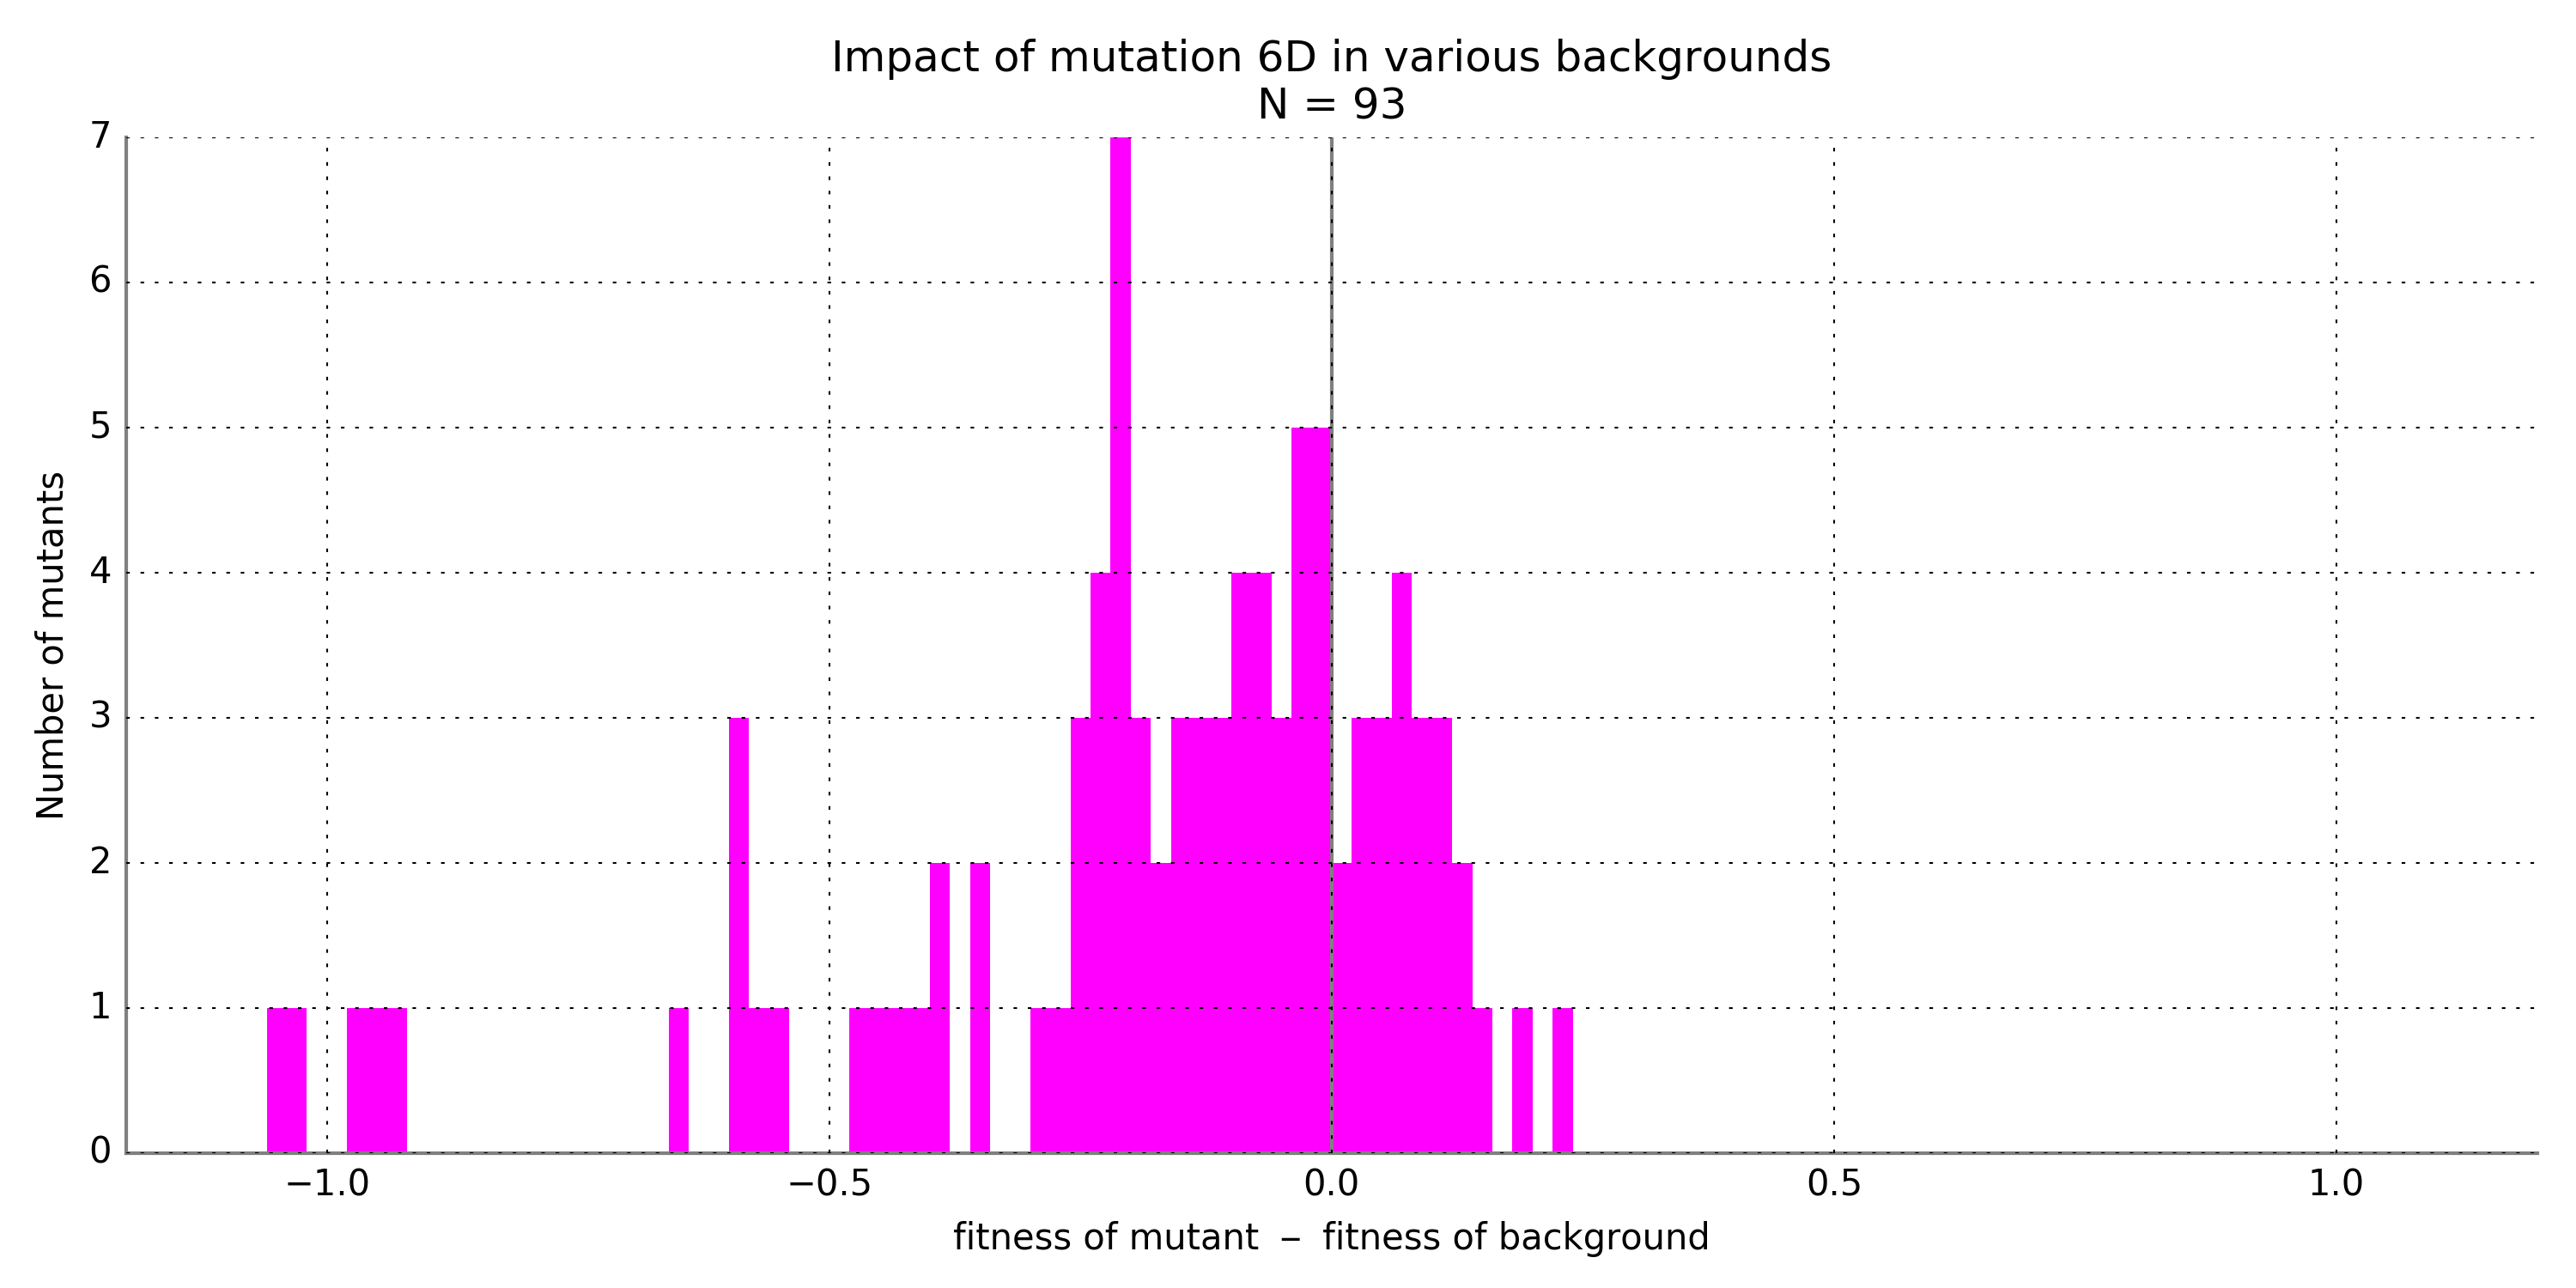 Impact of mutation 6D in various backgrounds
N = 93
7
6
5
4
3
2
1
0
Number of mutants
−1.0 −0.5 0.0 0.5 1.0
fitness of mutant – fitness of background